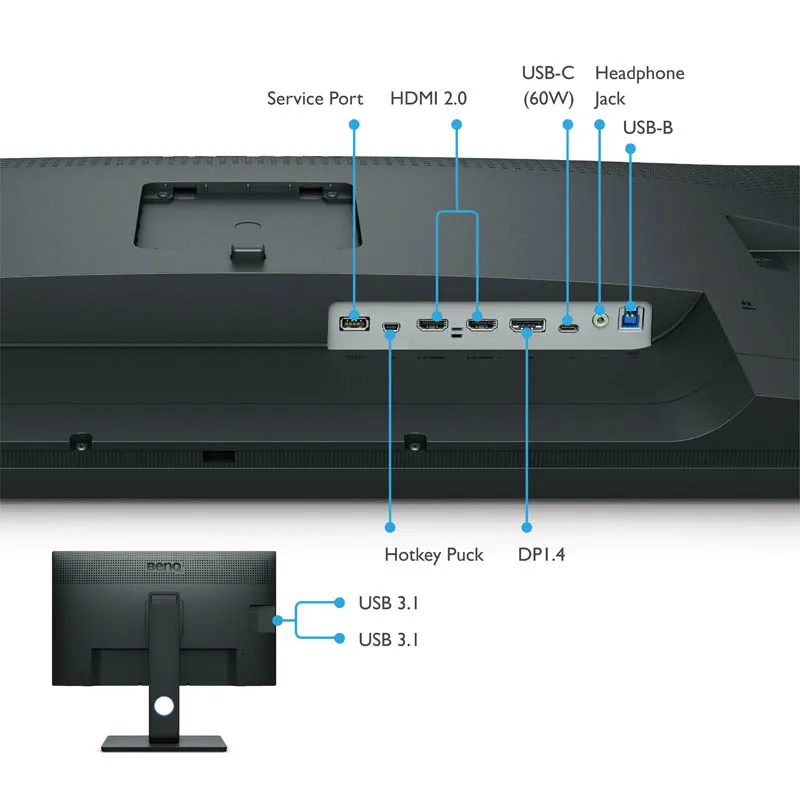 USB-C
(60W)
Headphone
Jack
Service Port
HDMI 2.0
USB-B
Hotkey Puck
DP1.4
BenQ
USB 3.1
USB 3.1